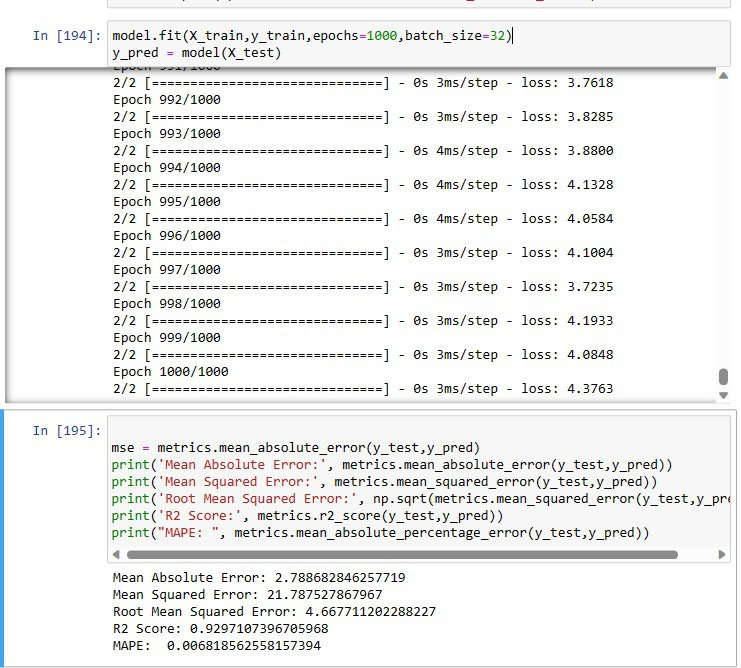 In [194]: model.fit(X_train,y_train,epochs=1000,batch_size=32)
y_pred = model(X_test)
Epoch 991/1000
2/2 [==============================] - 0s 3ms/step - loss: 3.7618
Epoch 992/1000
2/2 [==============================] - 0s 3ms/step - loss: 3.8285
Epoch 993/1000
2/2 [==============================] - 0s 4ms/step - loss: 3.8800
Epoch 994/1000
2/2 [==============================] - 0s 4ms/step - loss: 4.1328
Epoch 995/1000
2/2 [==============================] - 0s 4ms/step - loss: 4.0584
Epoch 996/1000
2/2 [==============================] - 0s 3ms/step - loss: 4.1004
Epoch 997/1000
2/2 [==============================] - 0s 3ms/step - loss: 3.7235
Epoch 998/1000
2/2 [==============================] - 0s 3ms/step - loss: 4.1933
Epoch 999/1000
2/2 [==============================] - 0s 3ms/step - loss: 4.0848
Epoch 1000/1000
2/2 [==============================] - 0s 3ms/step - loss: 4.3763
In [195]:
mse = metrics.mean_absolute_error(y_test,y_pred)
print('Mean Absolute Error:', metrics.mean_absolute_error(y_test,y_pred))
print('Mean Squared Error:', metrics.mean_squared_error(y_test,y_pred))
print('Root Mean Squared Error:', np.sqrt(metrics.mean_squared_error(y_test,y_pre
print('R2 Score:', metrics.r2_score(y_test,y_pred))
print("MAPE: ", metrics.mean_absolute_percentage_error(y_test,y_pred))
Mean Absolute Error: 2.788682846257719
Mean Squared Error: 21.787527867967
Root Mean Squared Error: 4.667711202288227
R2 Score: 0.9297107396705968
MAPE:  0.006818562558157394